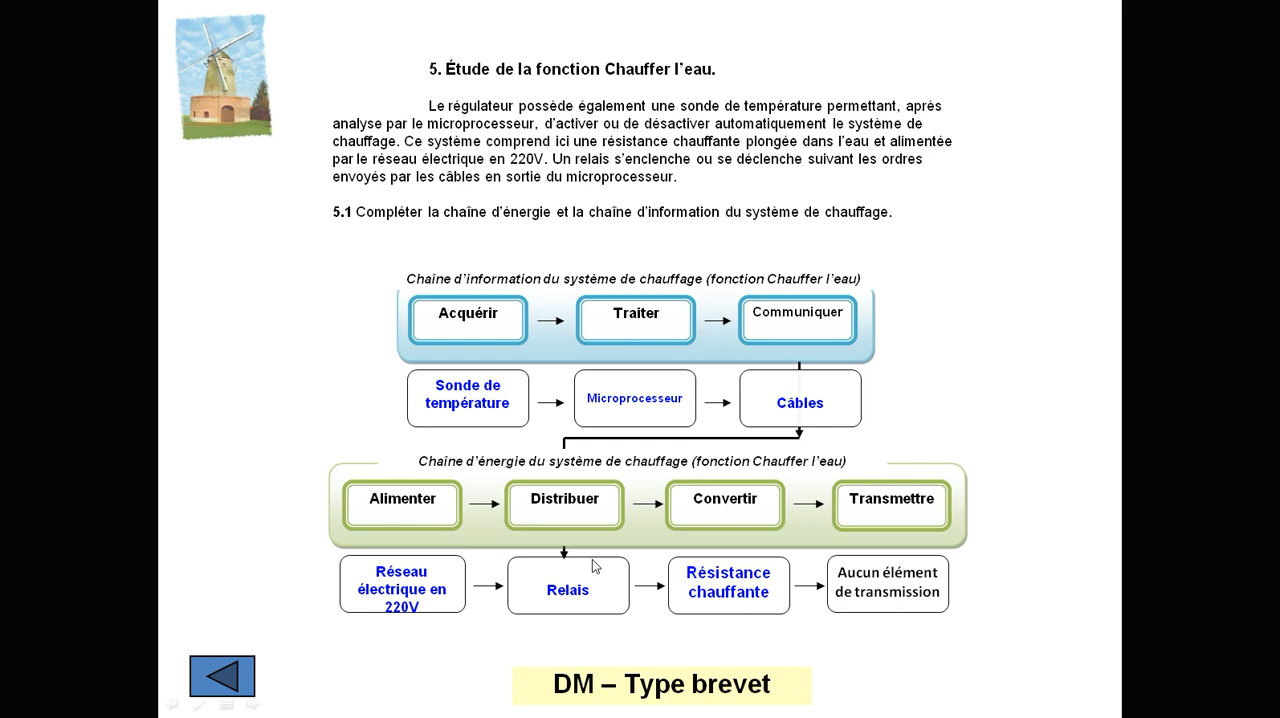 5. Étude de la fonction Chauffer l’eau.
Le régulateur possède également une sonde de température permettant, après
analyse par le microprocesseur, d’activer ou de désactiver automatiquement le système de
chauffage. Ce système comprend ici une résistance chauffante plongée dans l’eau et alimentée
par le réseau électrique en 220V. Un relais s’enclenche ou se déclenche suivant les ordres
envoyés par les câbles en sortie du microprocesseur.
5.1 Compléter la chaîne d’énergie et la chaîne d’information du système de chauffage.
Chaîne d’information du système de chauffage (fonction Chauffer l’eau)
Acquérir
Traiter
Communiquer
Sonde de
température
Microprocesseur
Câbles
Chaîne d’énergie du système de chauffage (fonction Chauffer l’eau)
Alimenter
Distribuer
Convertir
Transmettre
Réseau
électrique en
220V
Relais
Résistance
chauffante
Aucun élément
de transmission
DM – Type brevet